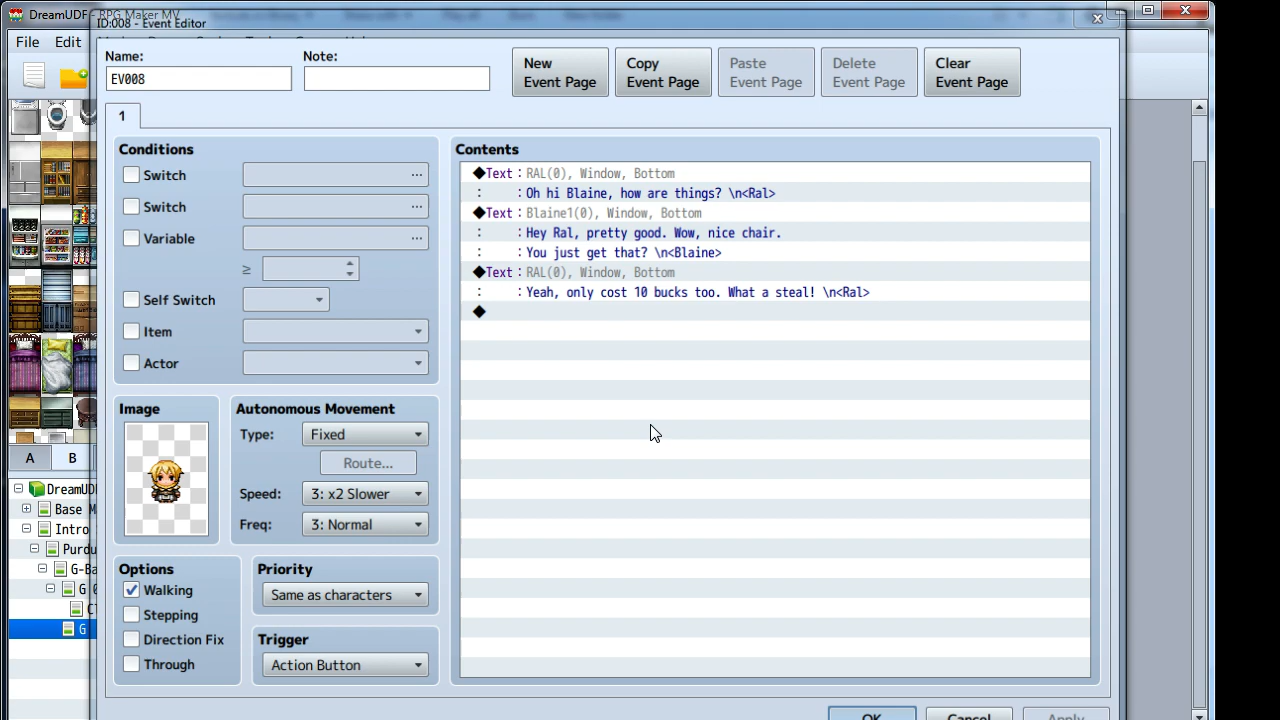 DreamUDF - RPG Maker MV
ID:008 - Event Editor
File Edit
Name:
Note:
EV008
New
Event Page
Copy
Event Page
Paste
Event Page
Delete
Event Page
Clear
Event Page
1
Conditions
Switch ...
Switch ...
Variable ...
≥
Self Switch
Item
Actor
Image
Autonomous Movement
Type: Fixed
Route...
Speed: 3: x2 Slower
Freq: 3: Normal
Options
Walking
Stepping
Direction Fix
Through
Priority
Same as characters
Trigger
Action Button
Contents
◆Text : RAL(0), Window, Bottom
: : Oh hi Blaine, how are things? \n<Ral>
◆Text : Blaine1(0), Window, Bottom
: : Hey Ral, pretty good. Wow, nice chair.
: : You just get that? \n<Blaine>
◆Text : RAL(0), Window, Bottom
: : Yeah, only cost 10 bucks too. What a steal! \n<Ral>
◆
A B
DreamUD
Base M
Intro
Purdu
G-Ba
G
G
OK Cancel Apply